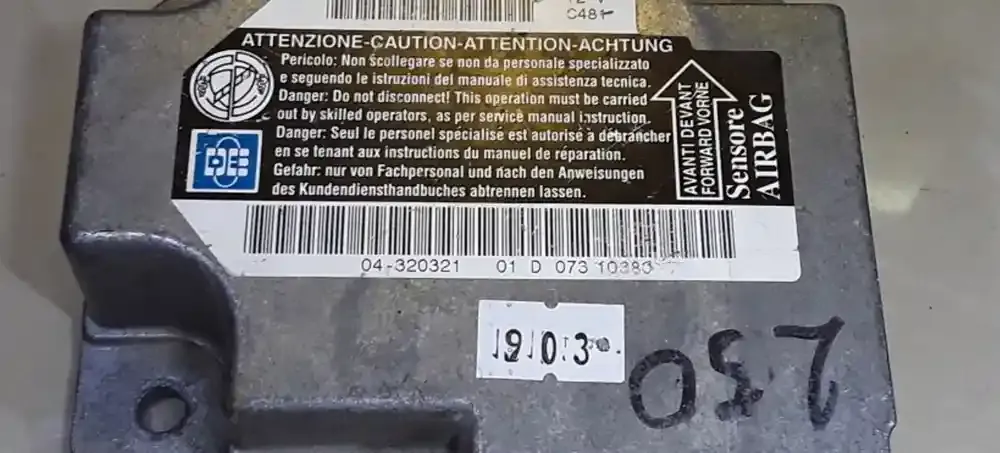 C481
ATTENZIONE-CAUTION-ATTENTION-ACHTUNG
Pericolo: Non scollegare se non da personale specializzato
e seguendo le istruzioni del manuale di assistenza tecnica.
Danger: Do not disconnect! This operation must be carried
out by skilled operators, as per service manual instruction.
Danger: Seul le personel spécialisé est autorisé à débrancher
en se tenant aux instructions du manuel de réparation.
Gefahr: nur von Fachpersonal und nach den Anweisungen
des Kundendiensthandbuches abtrennen lassen.
AVANTI DEVANT
FORWARD VORNE
Sensore
AIRBAG
04-320321 01 D 073 10383
903